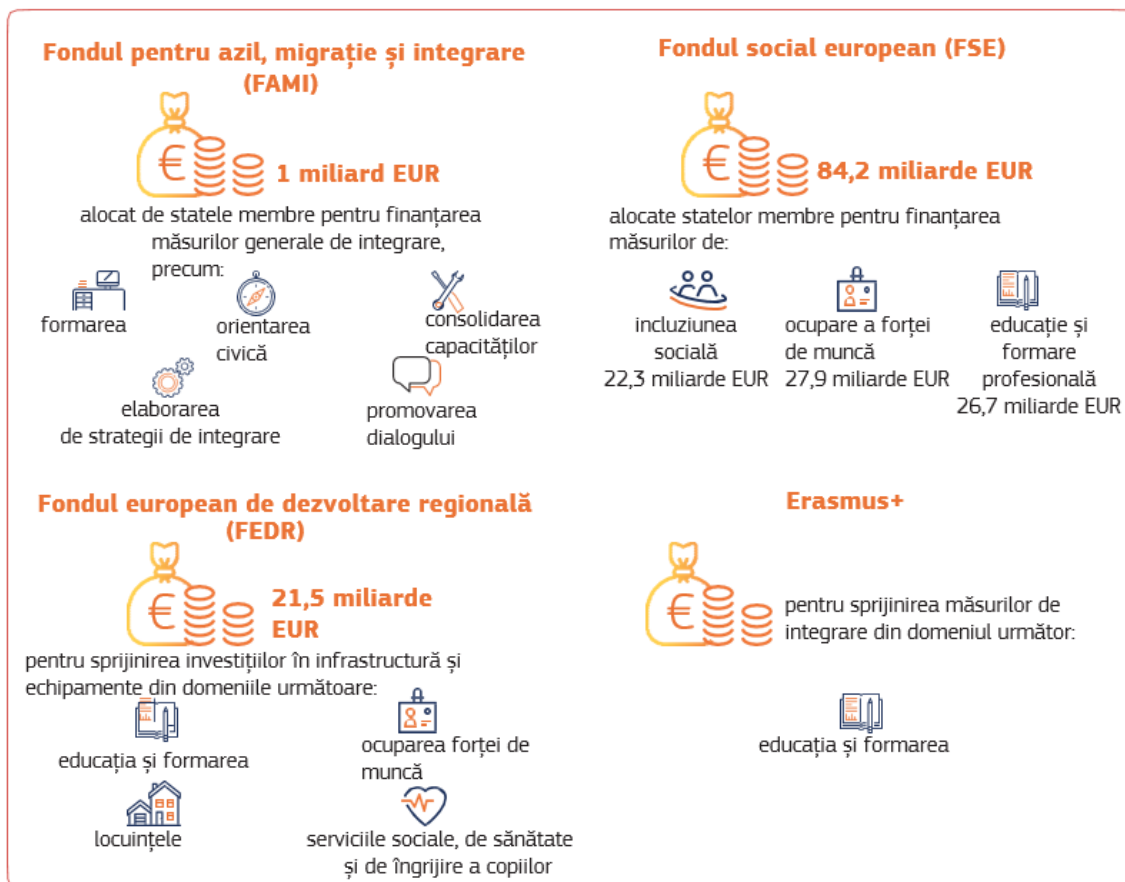 Fondul pentru azil, migrație și integrare
(FAMI)
€
1 miliard EUR
alocat de statele membre pentru finanțarea
măsurilor generale de integrare,
precum:
formarea
orientarea
civică
consolidarea
capacităților
elaborarea
de strategii de integrare
promovarea
dialogului
Fondul social european (FSE)
€
84,2 miliarde EUR
alocate statelor membre pentru finanțarea
măsurilor de:
incluziunea
socială
22,3 miliarde EUR
ocupare a forței
de muncă
27,9 miliarde EUR
educație și
formare
profesională
26,7 miliarde EUR
Fondul european de dezvoltare regională
(FEDR)
€
21,5 miliarde
EUR
pentru sprijinirea investițiilor în infrastructură și
echipamente din domeniile următoare:
educația și formarea
ocuparea forței de
muncă
locuințele
serviciile sociale, de sănătate
și de îngrijire a copiilor
Erasmus+
€
pentru sprijinirea măsurilor de
integrare din domeniul următor:
educația și formarea